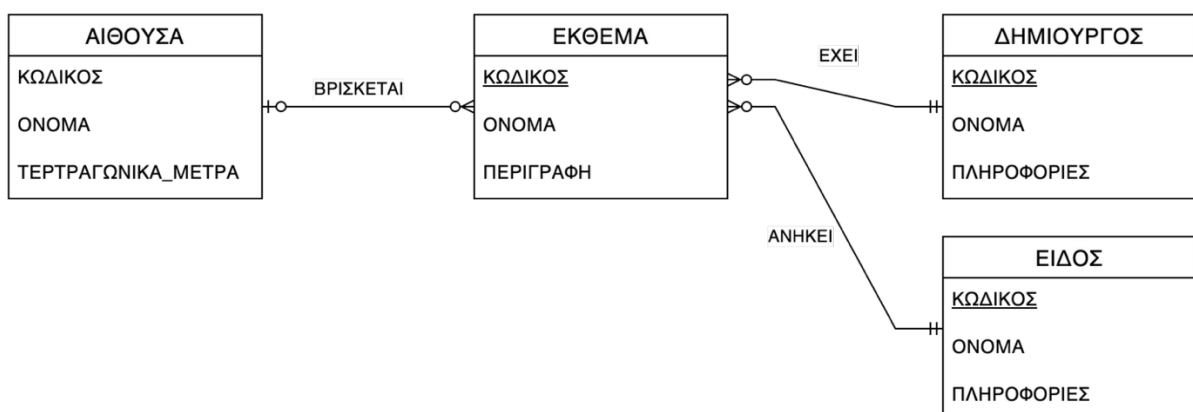 ΑΙΘΟΥΣΑ
ΚΩΔΙΚΟΣ
ΟΝΟΜΑ
ΤΕΡΤΡΑΓΩΝΙΚΑ_ΜΕΤΡΑ
ΒΡΙΣΚΕΤΑΙ
ΕΚΘΕΜΑ
ΚΩΔΙΚΟΣ
ΟΝΟΜΑ
ΠΕΡΙΓΡΑΦΗ
ΕΧΕΙ
ΑΝΗΚΕΙ
ΔΗΜΙΟΥΡΓΟΣ
ΚΩΔΙΚΟΣ
ΟΝΟΜΑ
ΠΛΗΡΟΦΟΡΙΕΣ
ΕΙΔΟΣ
ΚΩΔΙΚΟΣ
ΟΝΟΜΑ
ΠΛΗΡΟΦΟΡΙΕΣ